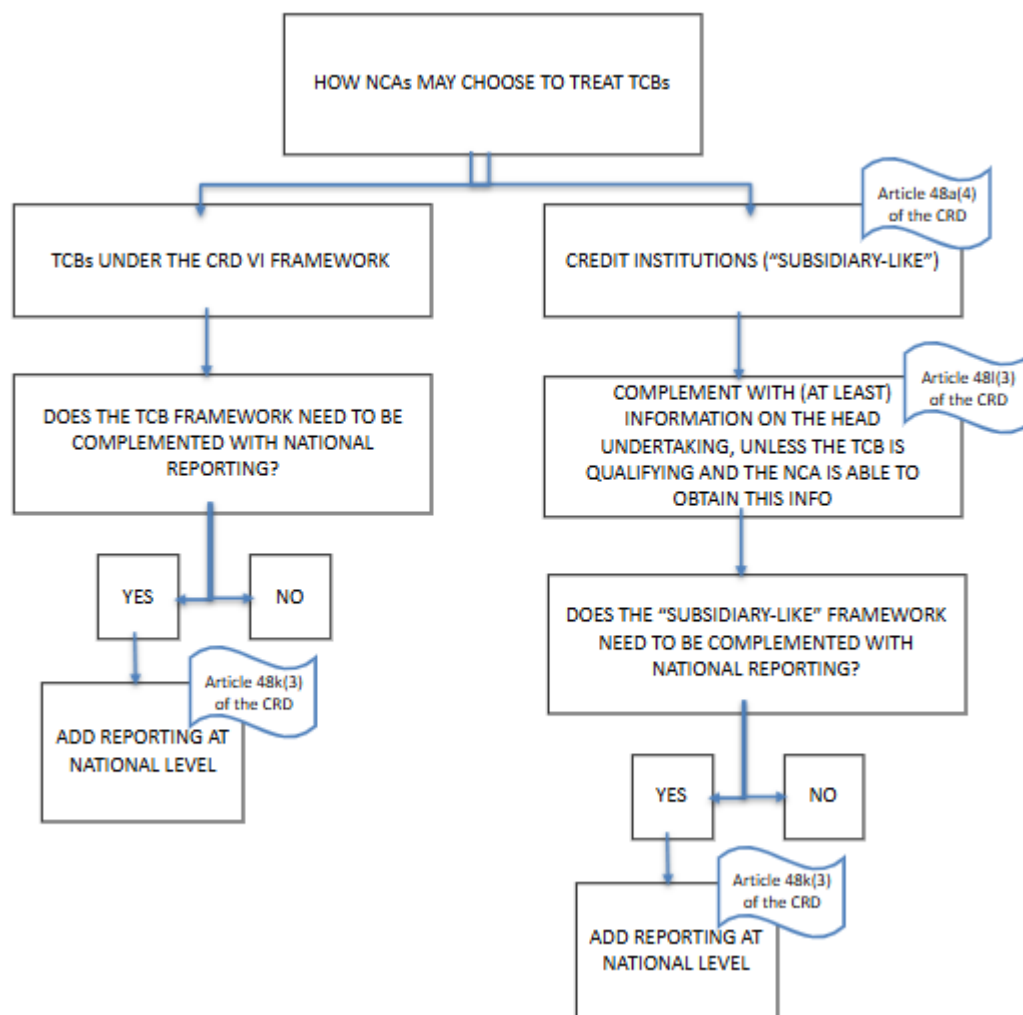 HOW NCAs MAY CHOOSE TO TREAT TCBs
Article 48a(4)
of the CRD
TCBs UNDER THE CRD VI FRAMEWORK
CREDIT INSTITUTIONS (“SUBSIDIARY-LIKE”)
Article 48l(3)
of the CRD
DOES THE TCB FRAMEWORK NEED TO BE
COMPLEMENTED WITH NATIONAL
REPORTING?
COMPLEMENT WITH (AT LEAST)
INFORMATION ON THE HEAD
UNDERTAKING, UNLESS THE TCB IS
QUALIFYING AND THE NCA IS ABLE TO
OBTAIN THIS INFO
YES
NO
DOES THE “SUBSIDIARY-LIKE” FRAMEWORK
NEED TO BE COMPLEMENTED WITH
NATIONAL REPORTING?
Article 48k(3)
of the CRD
ADD REPORTING AT
NATIONAL LEVEL
YES
NO
Article 48k(3)
of the CRD
ADD REPORTING AT
NATIONAL LEVEL